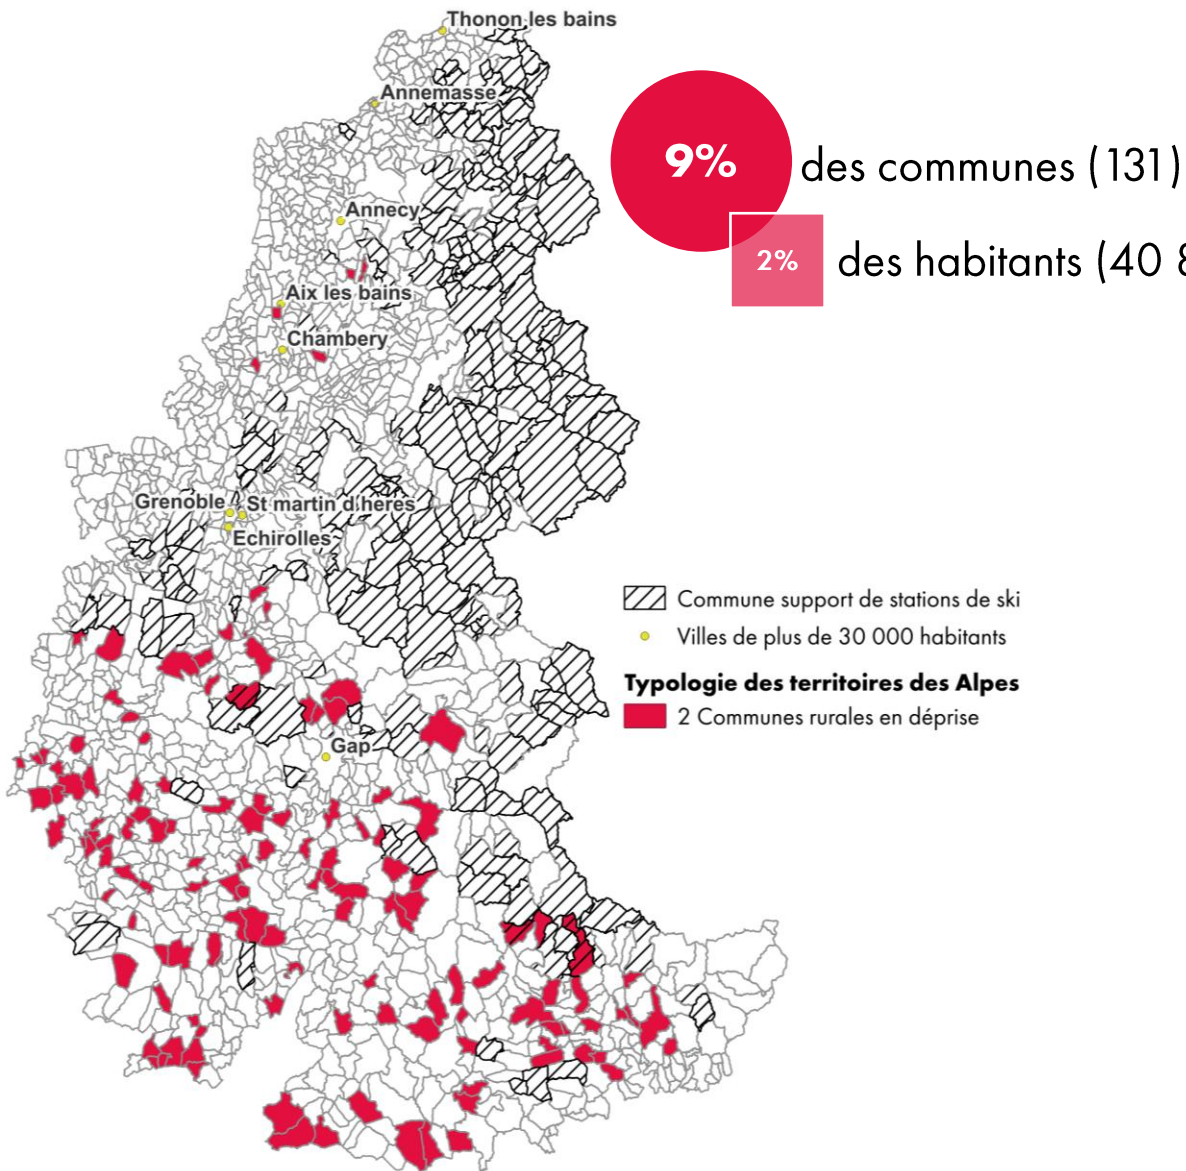 Thonon les bains
Annemasse
9%
des communes (131)
Annecy
2%
des habitants (40 8
Aix les bains
Chambery
Grenoble
St martin d heres
Echirolles
Commune support de stations de ski
Villes de plus de 30 000 habitants
Typologie des territoires des Alpes
2 Communes rurales en déprise
Gap